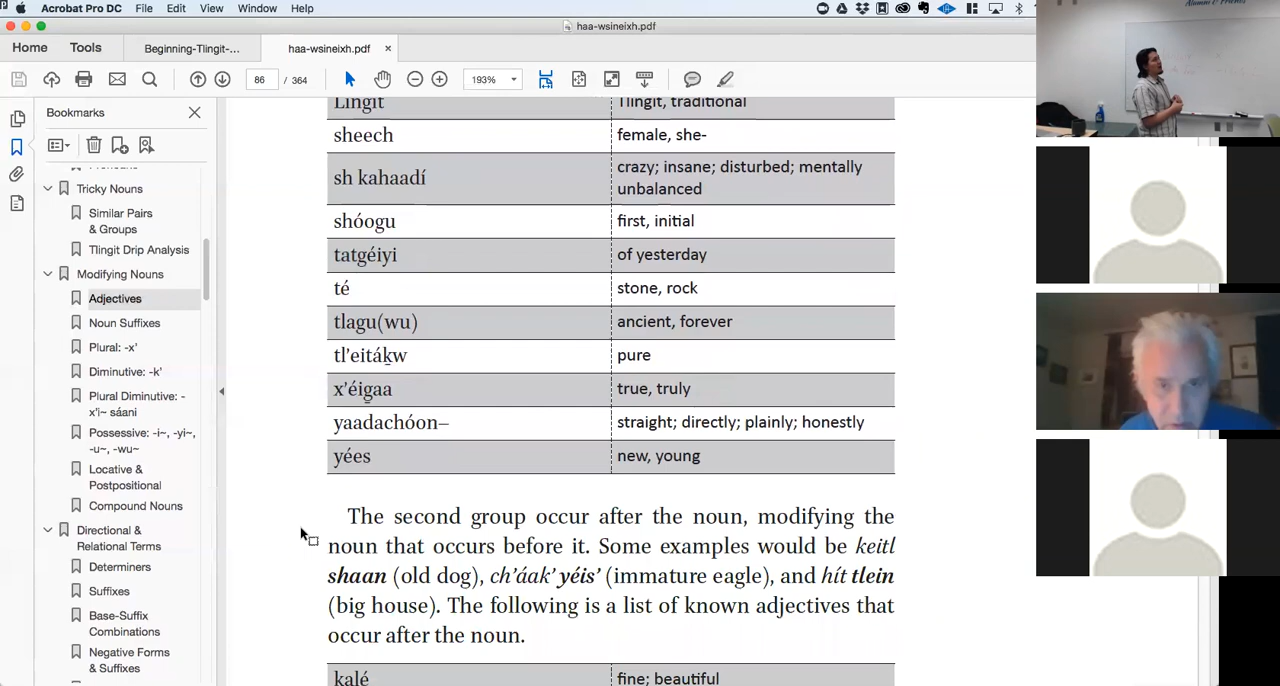 Acrobat Pro DC File Edit View Window Help
haa-wsineixh.pdf
Home Tools Beginning-Tlingit-... haa-wsineixh.pdf ×
86 / 364 193%
Bookmarks
Tricky Nouns
Similar Pairs
& Groups
Tlingit Drip Analysis
Modifying Nouns
Adjectives
Noun Suffixes
Plural: -x'
Diminutive: -k'
Plural Diminutive: -
x'i~ sáani
Possessive: -i~, -yi~,
-u~, -wu~
Locative &
Postpositional
Compound Nouns
Directional &
Relational Terms
Determiners
Suffixes
Base-Suffix
Combinations
Negative Forms
& Suffixes
Lingít Tlingit, traditional
sheech female, she-
sh kahaadí crazy; insane; disturbed; mentally
unbalanced
shóogu first, initial
tatgéiyi of yesterday
té stone, rock
tlagu(wu) ancient, forever
tl'eitáḵw pure
x'éig̱aa true, truly
yaadachóon– straight; directly; plainly; honestly
yées new, young
The second group occur after the noun, modifying the
noun that occurs before it. Some examples would be keitl
shaan (old dog), ch'áak' yéis' (immature eagle), and hít tlein
(big house). The following is a list of known adjectives that
occur after the noun.
kalé fine; beautiful
Alumni & Friends